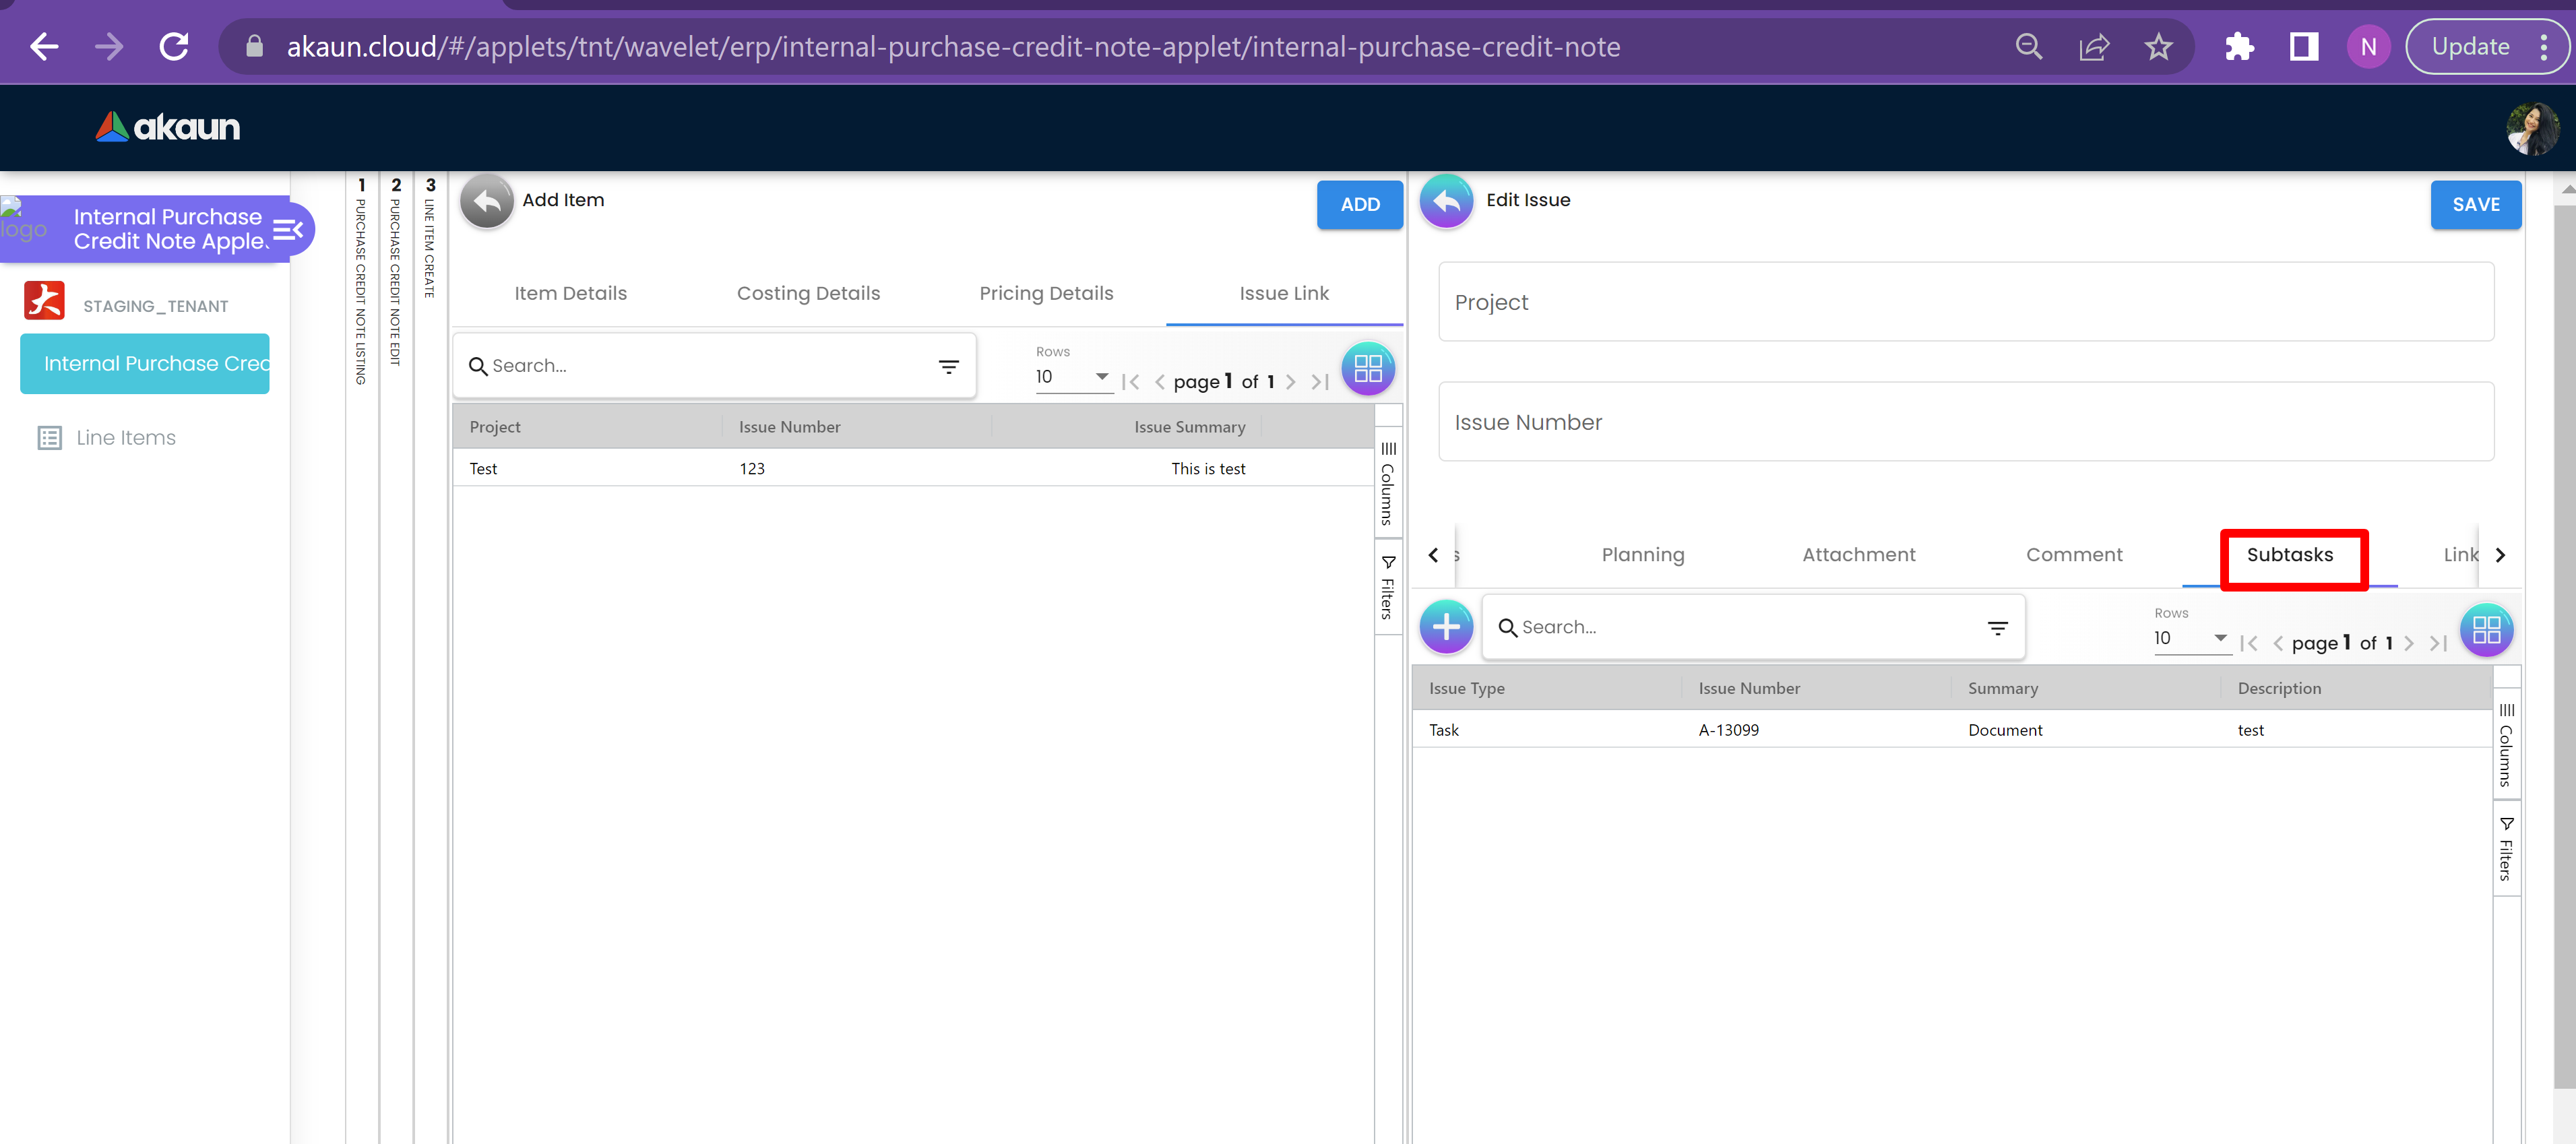 akaun.cloud/#/applets/tnt/wavelet/erp/internal-purchase-credit-note-applet/internal-purchase-credit-note
N
Update
akaun
logo
Internal Purchase
Credit Note Applet
STAGING_TENANT
Internal Purchase Cred
Line Items
1 PURCHASE CREDIT NOTE LISTING
2 PURCHASE CREDIT NOTE EDIT
3 LINE ITEM CREATE
Add Item
ADD
Item Details Costing Details Pricing Details Issue Link
Search...
Rows
10
page 1 of 1
Project Issue Number Issue Summary
Test 123 This is test
Columns
Filters
Edit Issue
SAVE
Project
Issue Number
s Planning Attachment Comment Subtasks Link
Search...
Rows
10
page 1 of 1
Issue Type Issue Number Summary Description
Task A-13099 Document test
Columns
Filters